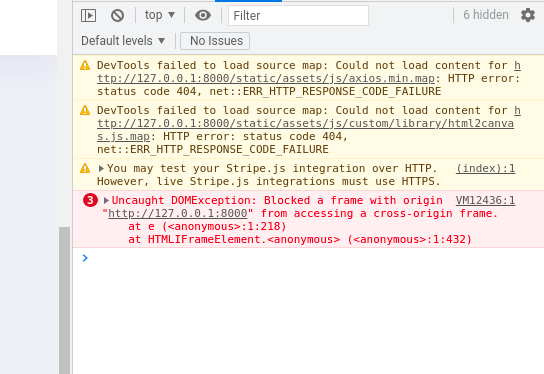 top Filter 6 hidden
Default levels No Issues
DevTools failed to load source map: Could not load content for h
ttp://127.0.0.1:8000/static/assets/js/axios.min.map: HTTP error:
status code 404, net::ERR_HTTP_RESPONSE_CODE_FAILURE
DevTools failed to load source map: Could not load content for h
ttp://127.0.0.1:8000/static/assets/js/custom/library/html2canva
s.js.map: HTTP error: status code 404,
net::ERR_HTTP_RESPONSE_CODE_FAILURE
You may test your Stripe.js integration over HTTP. (index):1
However, live Stripe.js integrations must use HTTPS.
3 Uncaught DOMException: Blocked a frame with origin VM12436:1
"http://127.0.0.1:8000" from accessing a cross-origin frame.
at e (<anonymous>:1:218)
at HTMLIFrameElement.<anonymous> (<anonymous>:1:432)